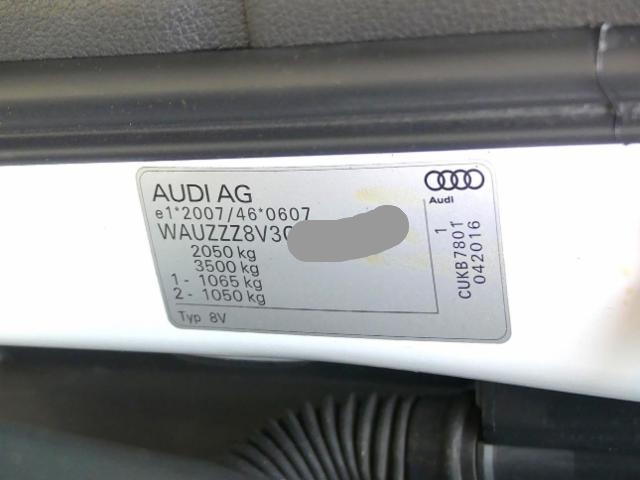 AUDI AG
e1*2007/46*0607
WAUZZZ8V3G
2050 kg
3500 kg
1 - 1065 kg
2 - 1050 kg
Typ 8V
Audi
1
CUKB7801
042016